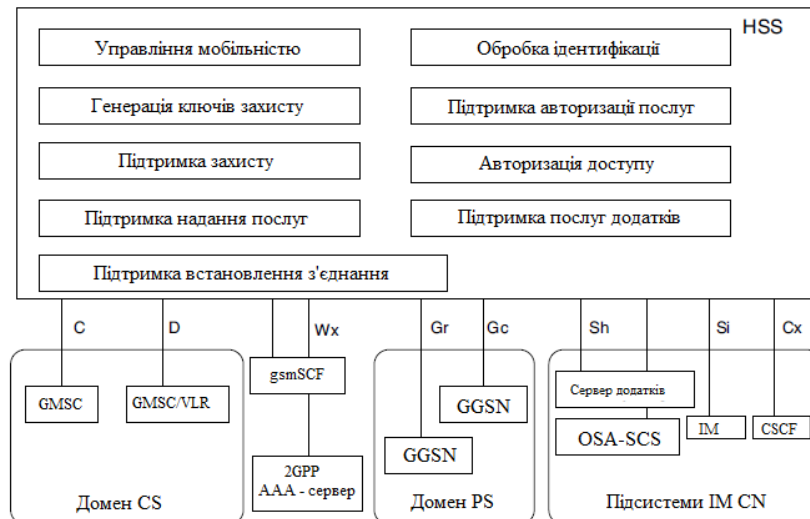 HSS
Управління мобільністю
Обробка ідентифікації
Генерація ключів захисту
Підтримка авторизації послуг
Підтримка захисту
Авторизація доступу
Підтримка надання послуг
Підтримка послуг додатків
Підтримка встановлення з'єднання
C
D
Wx
Gr
Gc
Sh
Si
Cx
GMSC
GMSC/VLR
gsmSCF
GGSN
GGSN
Сервер додатків
OSA-SCS
IM
CSCF
2GPP
AAA - сервер
Домен CS
Домен PS
Підсистеми IM CN